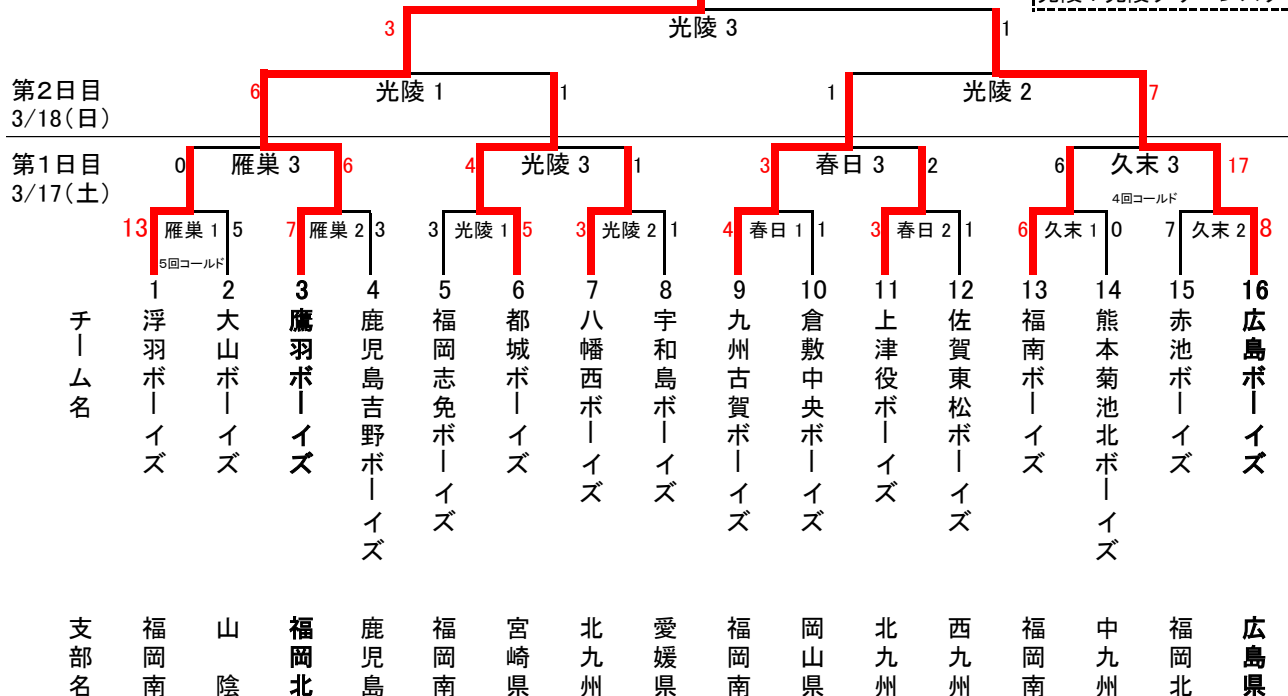 3 光陵 3 1
第2日目
3/18(日)
6 光陵 1 1
1 光陵 2 7
第1日目
3/17(土)
0 雁巣 3 6
4 光陵 3 1
3 春日 3 2
6 久末 3 17
4回コールド
13 雁巣 1 5
5回コールド
7 雁巣 2 3
3 光陵 1 5
3 光陵 2 1
4 春日 1 1
3 春日 2 1
6 久末 1 0
7 久末 2 8
1 2 3 4 5 6 7 8 9 10 11 12 13 14 15 16
チーム名
浮羽ボーイズ
大山ボーイズ
鷹羽ボーイズ
鹿児島吉野ボーイズ
福岡志免ボーイズ
都城ボーイズ
八幡西ボーイズ
宇和島ボーイズ
九州古賀ボーイズ
倉敷中央ボーイズ
上津役ボーイズ
佐賀東松ボーイズ
福南ボーイズ
熊本菊池北ボーイズ
赤池ボーイズ
広島ボーイズ
支部名
福岡南
山陰
福岡北
鹿児島
福岡南
宮崎県
北九州
愛媛県
福岡南
岡山県
北九州
西九州
福岡南
中九州
福岡北
広島県